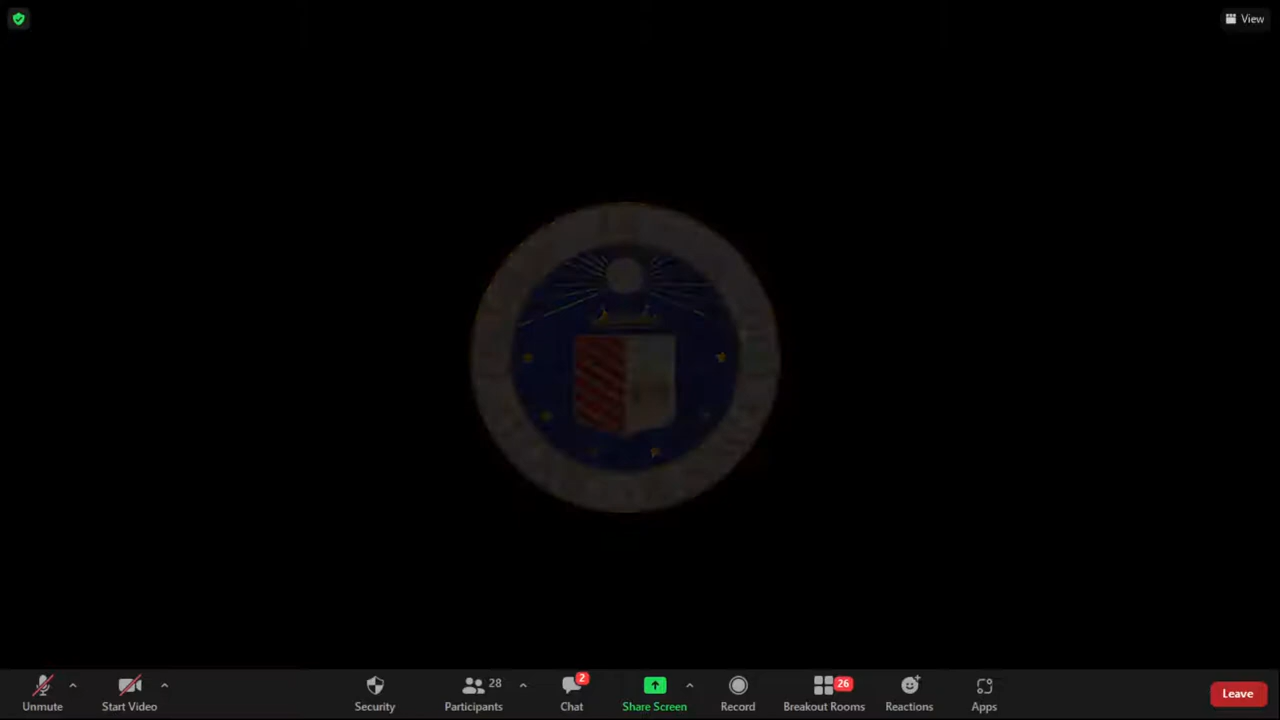 View
Unmute
Start Video
Security
28
Participants
2
Chat
Share Screen
Record
26
Breakout Rooms
Reactions
Apps
Leave